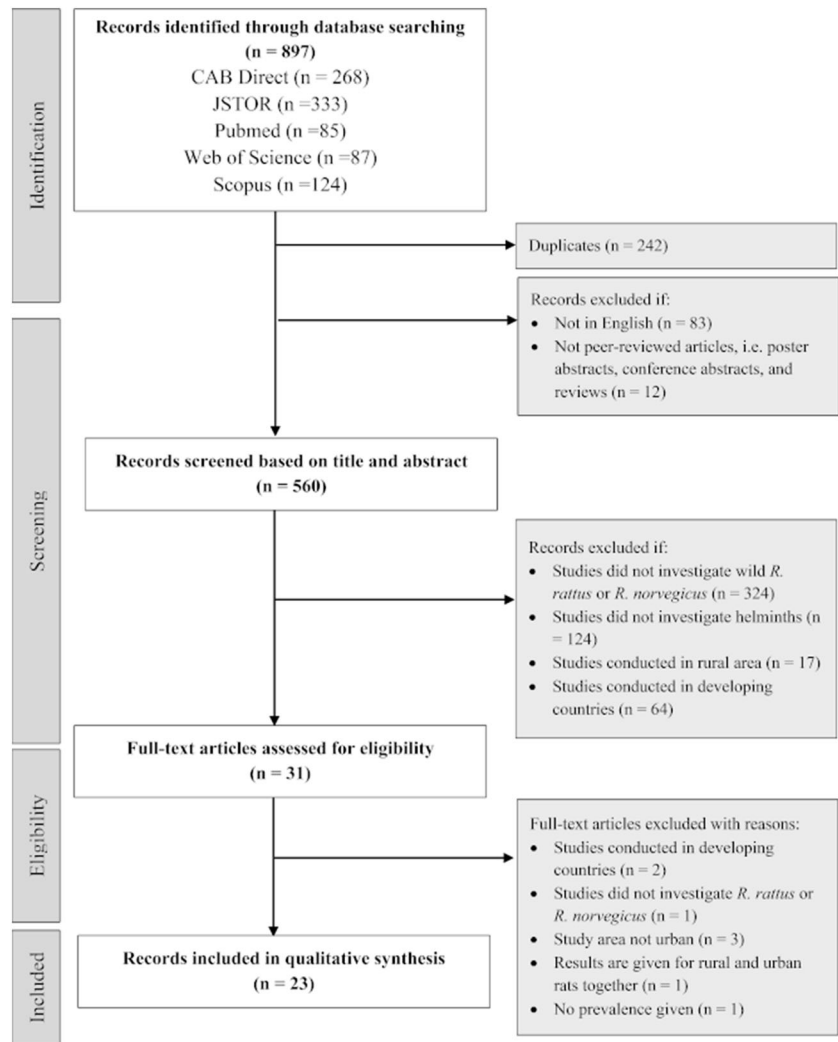 Identification
Records identified through database searching
(n = 897)
CAB Direct (n = 268)
JSTOR (n =333)
Pubmed (n =85)
Web of Science (n =87)
Scopus (n =124)
Duplicates (n = 242)
Records excluded if:
• Not in English (n = 83)
• Not peer-reviewed articles, i.e. poster
abstracts, conference abstracts, and
reviews (n = 12)
Screening
Records screened based on title and abstract
(n = 560)
Records excluded if:
• Studies did not investigate wild R.
rattus or R. norvegicus (n = 324)
• Studies did not investigate helminths (n
= 124)
• Studies conducted in rural area (n = 17)
• Studies conducted in developing
countries (n = 64)
Full-text articles assessed for eligibility
(n = 31)
Eligibility
Full-text articles excluded with reasons:
• Studies conducted in developing
countries (n = 2)
• Studies did not investigate R. rattus or
R. norvegicus (n = 1)
• Study area not urban (n = 3)
• Results are given for rural and urban
rats together (n = 1)
• No prevalence given (n = 1)
Included
Records included in qualitative synthesis
(n = 23)